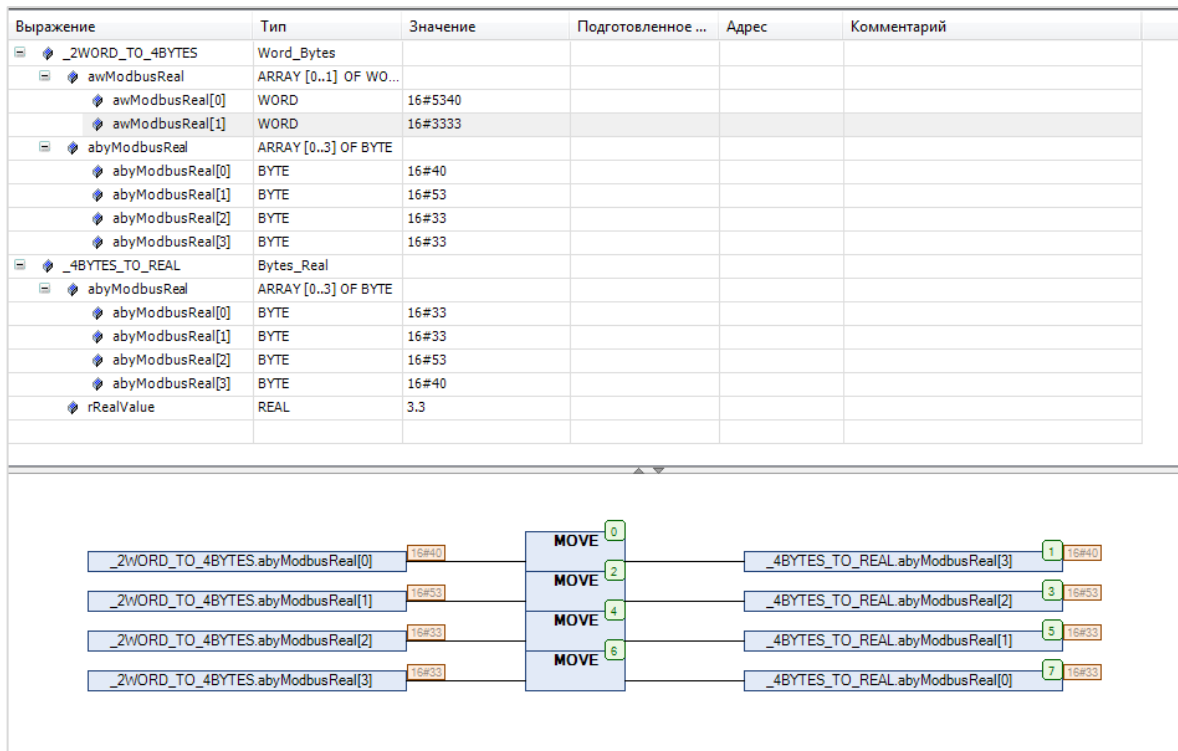 Выражение Тип Значение Подготовленное ... Адрес Комментарий
_2WORD_TO_4BYTES Word_Bytes
awModbusReal ARRAY [0..1] OF WO...
awModbusReal[0] WORD 16#5340
awModbusReal[1] WORD 16#3333
abyModbusReal ARRAY [0..3] OF BYTE
abyModbusReal[0] BYTE 16#40
abyModbusReal[1] BYTE 16#53
abyModbusReal[2] BYTE 16#33
abyModbusReal[3] BYTE 16#33
_4BYTES_TO_REAL Bytes_Real
abyModbusReal ARRAY [0..3] OF BYTE
abyModbusReal[0] BYTE 16#33
abyModbusReal[1] BYTE 16#33
abyModbusReal[2] BYTE 16#53
abyModbusReal[3] BYTE 16#40
rRealValue REAL 3.3
_2WORD_TO_4BYTES.abyModbusReal[0] 16#40 MOVE 0 _4BYTES_TO_REAL.abyModbusReal[3] 1 16#40
_2WORD_TO_4BYTES.abyModbusReal[1] 16#53 MOVE 2 _4BYTES_TO_REAL.abyModbusReal[2] 3 16#53
_2WORD_TO_4BYTES.abyModbusReal[2] 16#33 MOVE 4 _4BYTES_TO_REAL.abyModbusReal[1] 5 16#33
_2WORD_TO_4BYTES.abyModbusReal[3] 16#33 MOVE 6 _4BYTES_TO_REAL.abyModbusReal[0] 7 16#33